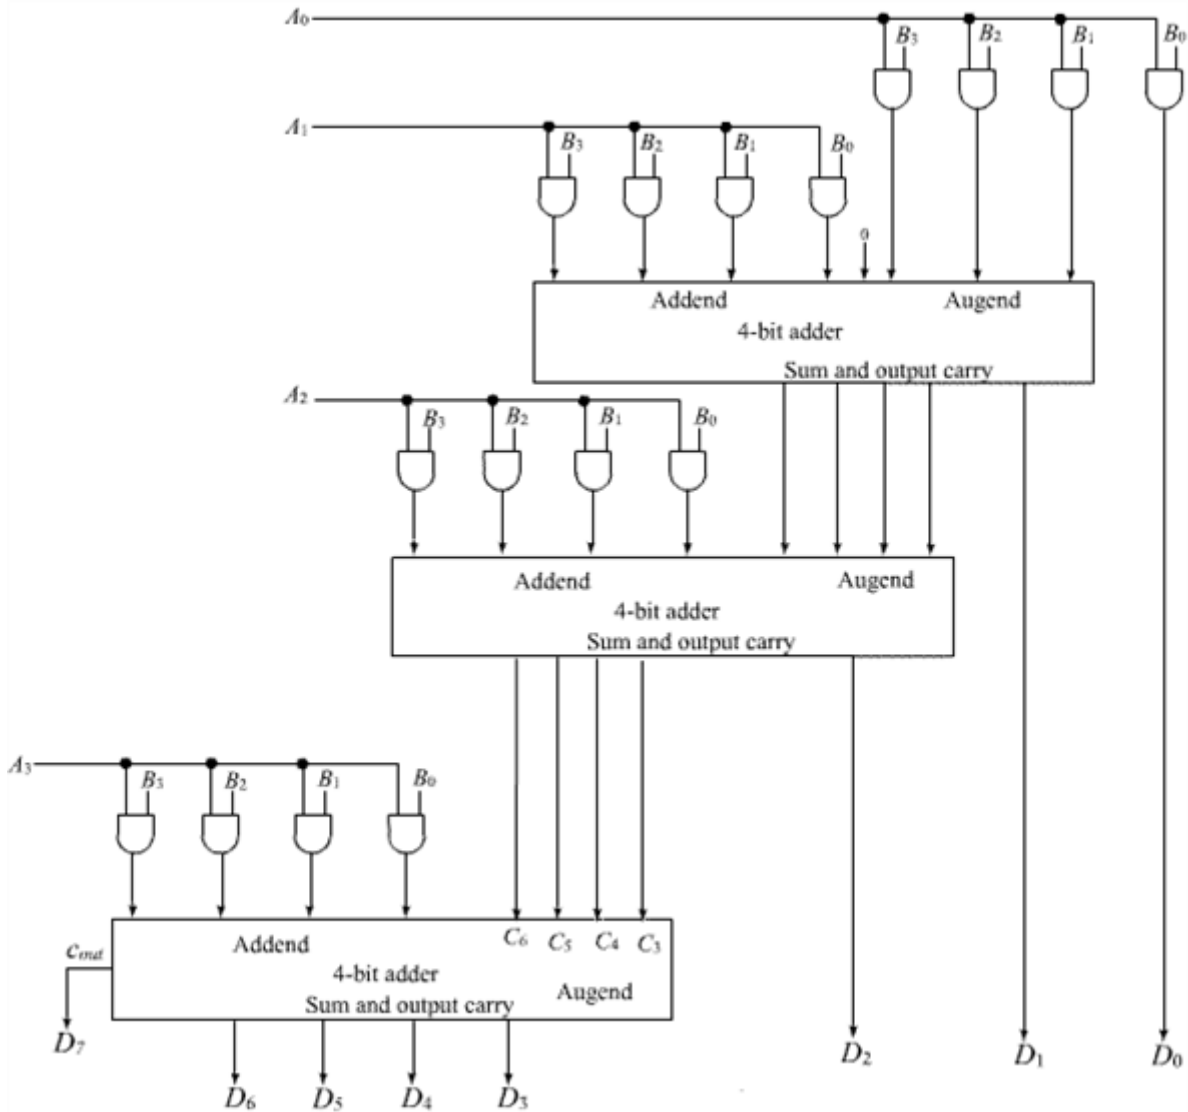 A0
B3 B2 B1 B0
A1
B3 B2 B1 B0
0
Addend Augend
4-bit adder
Sum and output carry
A2
B3 B2 B1 B0
Addend Augend
4-bit adder
Sum and output carry
A3
B3 B2 B1 B0
C6 C5 C4 C3
Addend
Cout
4-bit adder
Augend
Sum and output carry
D7 D2 D1 D0
D6 D5 D4 D3